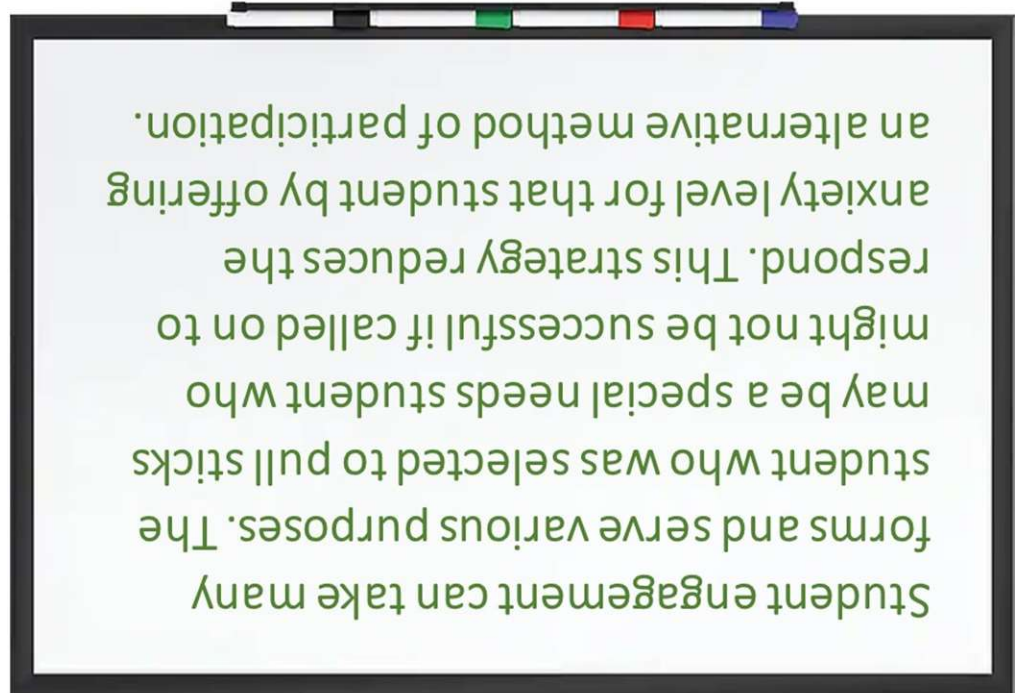 Student engagement can take many
forms and serve various purposes. The
student who was selected to pull sticks
may be a special needs student who
might not be successful if called on to
respond. This strategy reduces the
anxiety level for that student by offering
an alternative method of participation.